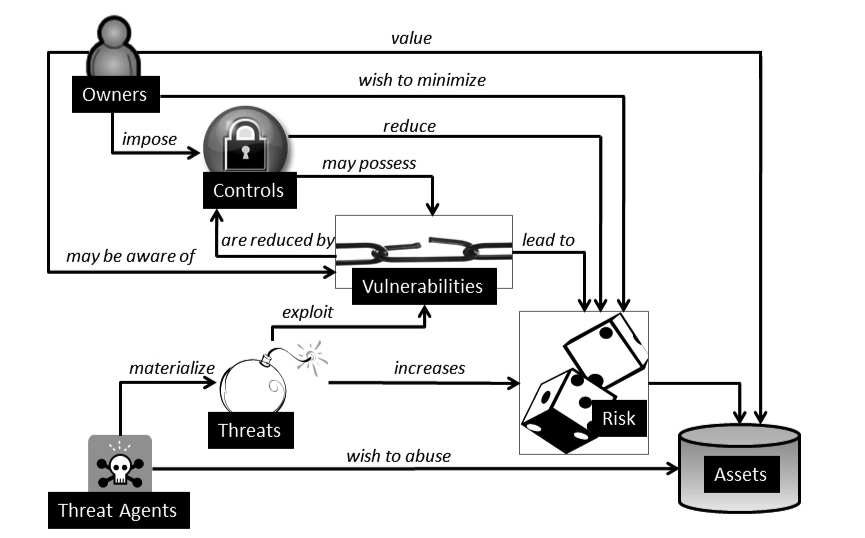 value
wish to minimize
Owners
reduce
impose
may possess
Controls
are reduced by
lead to
may be aware of
Vulnerabilities
exploit
materialize
increases
Risk
Threats
wish to abuse
Assets
Threat Agents